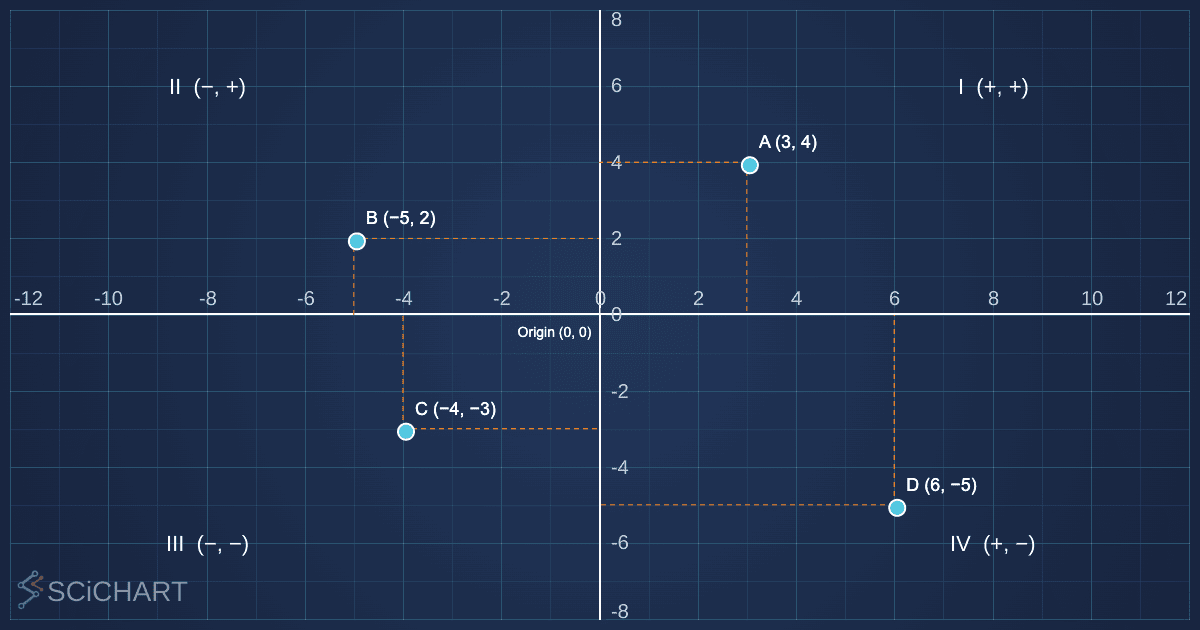 8
II (−, +)
6
I (+, +)
A (3, 4)
4
B (−5, 2)
2
-12 -10 -8 -6 -4 -2 0 2 4 6 8 10 12
0
Origin (0, 0)
-2
C (−4, −3)
-4
D (6, −5)
III (−, −)
-6
IV (+, −)
SCiCHART
-8